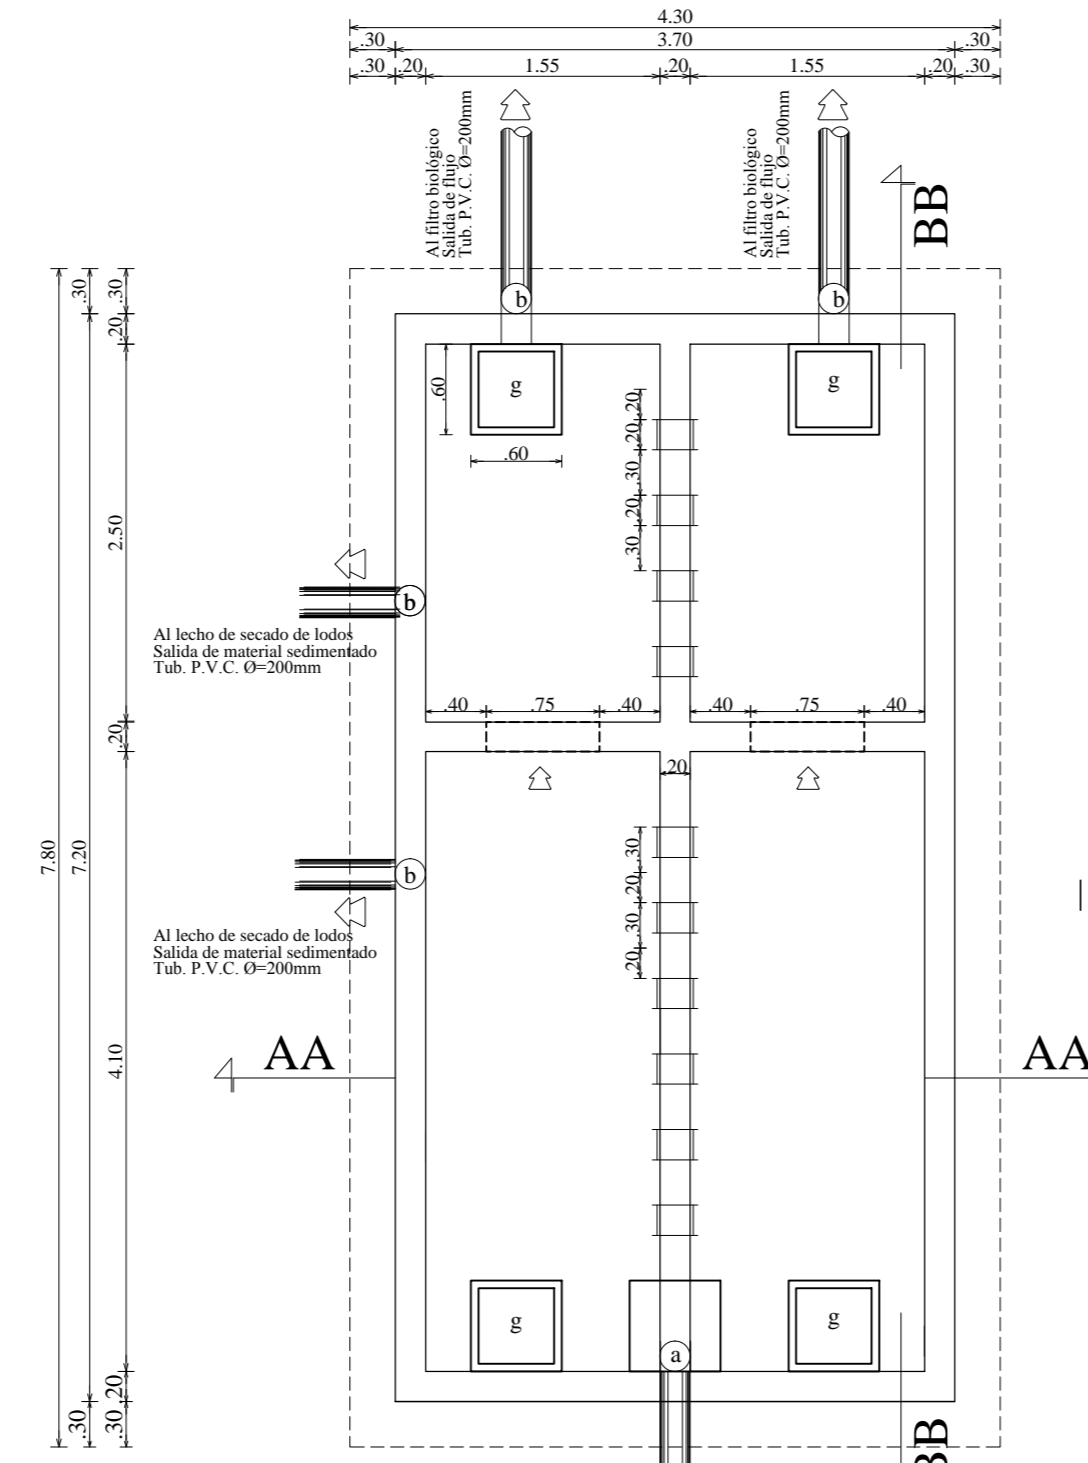 4.30
.30 3.70 .30
.30 .20 1.55 .20 1.55 .20 .30
Al filtro biológico
Salida de flujo
Tub. P.V.C. Ø=200mm
Al filtro biológico
Salida de flujo
Tub. P.V.C. Ø=200mm
BB
.30 .30
.20
b b
g g
.60
.60
.20
.20
.30
.20
.30
2.50
b
Al lecho de secado de lodos
Salida de material sedimentado
Tub. P.V.C. Ø=200mm
.40 .75 .40 .40 .75 .40
.20
.20
7.80 7.20
.30
.20
.30
.20
b
Al lecho de secado de lodos
Salida de material sedimentado
Tub. P.V.C. Ø=200mm
4.10
AA AA
g g
a
.20
.30 .30
BB